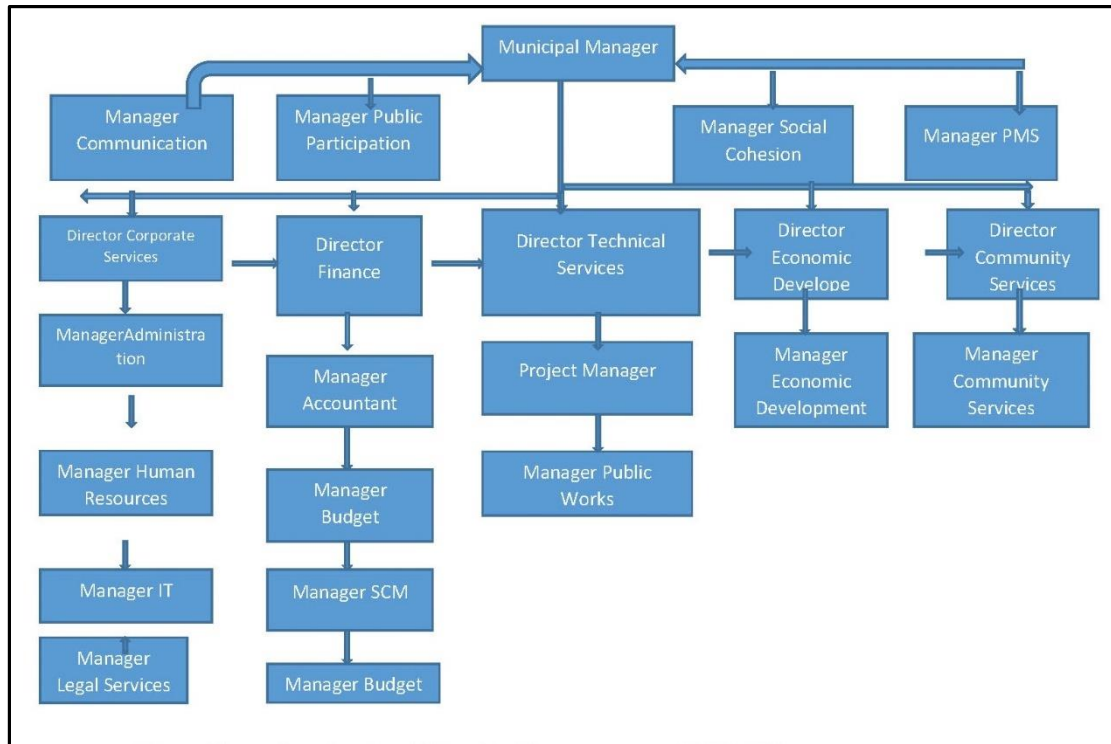 Municipal Manager
Manager
Communication
Manager Public
Participation
Manager Social
Cohesion
Manager PMS
Director Corporate
Services
Director
Finance
Director Technical
Services
Director
Economic
Develope
Director
Community
Services
ManagerAdministra
tion
Manager
Accountant
Project Manager
Manager
Economic
Development
Manager
Community
Services
Manager Human
Resources
Manager
Budget
Manager Public
Works
Manager IT
Manager SCM
Manager
Legal Services
Manager Budget